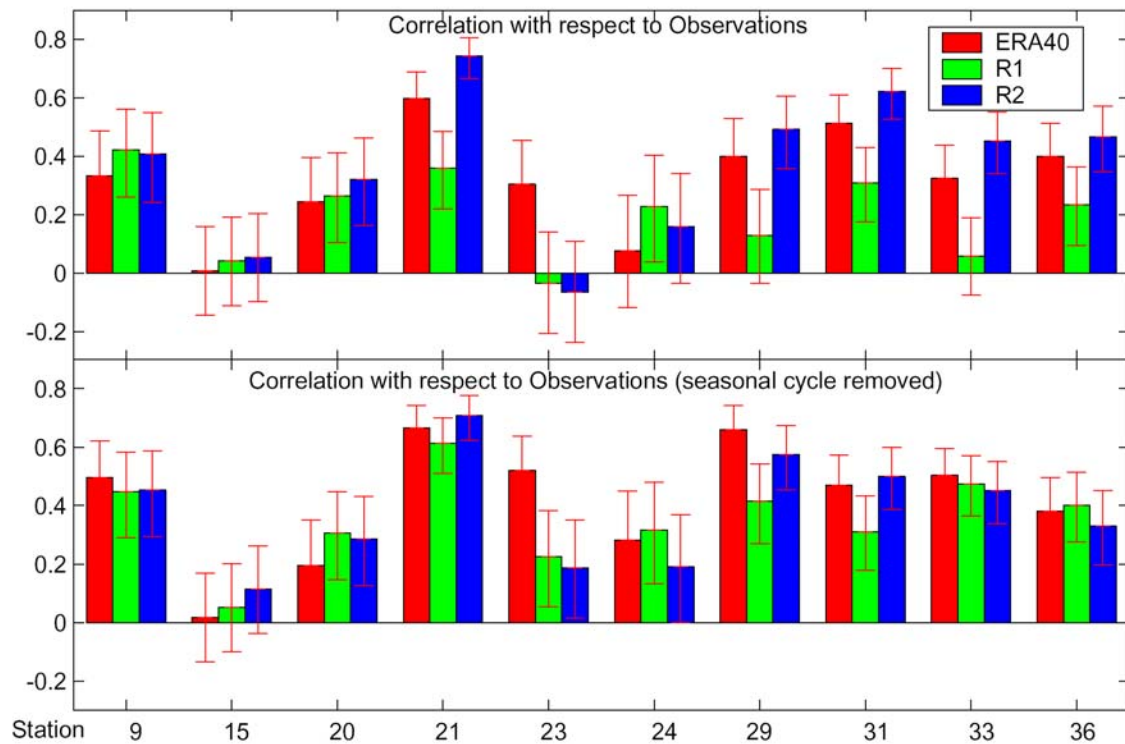 Correlation with respect to Observations
ERA40
R1
R2
0.8
0.6
0.4
0.2
0
-0.2
Correlation with respect to Observations (seasonal cycle removed)
0.8
0.6
0.4
0.2
0
-0.2
Station 9 15 20 21 23 24 29 31 33 36